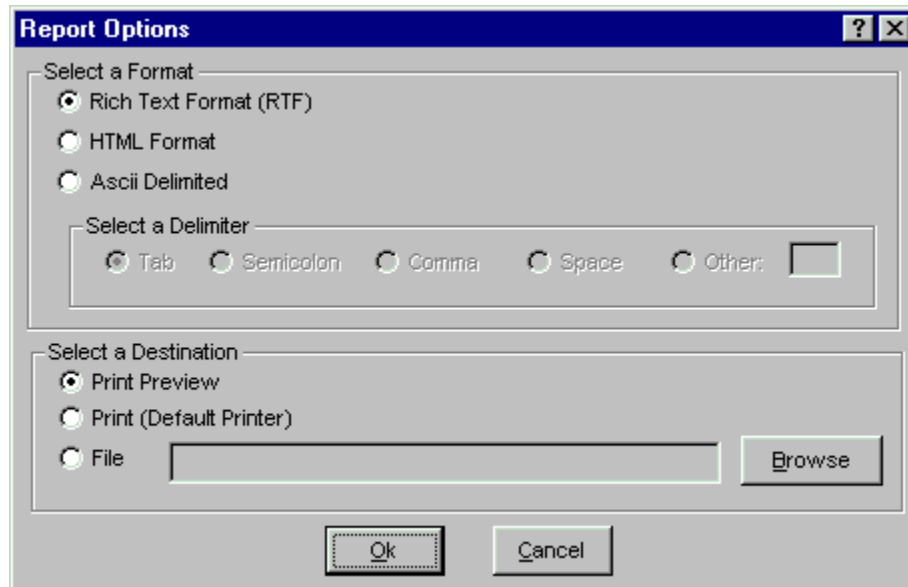 Report Options
Select a Format
Rich Text Format (RTF)
HTML Format
Ascii Delimited
Select a Delimiter
Tab Semicolon Comma Space Other:
Select a Destination
Print Preview
Print (Default Printer)
File Browse
Ok Cancel